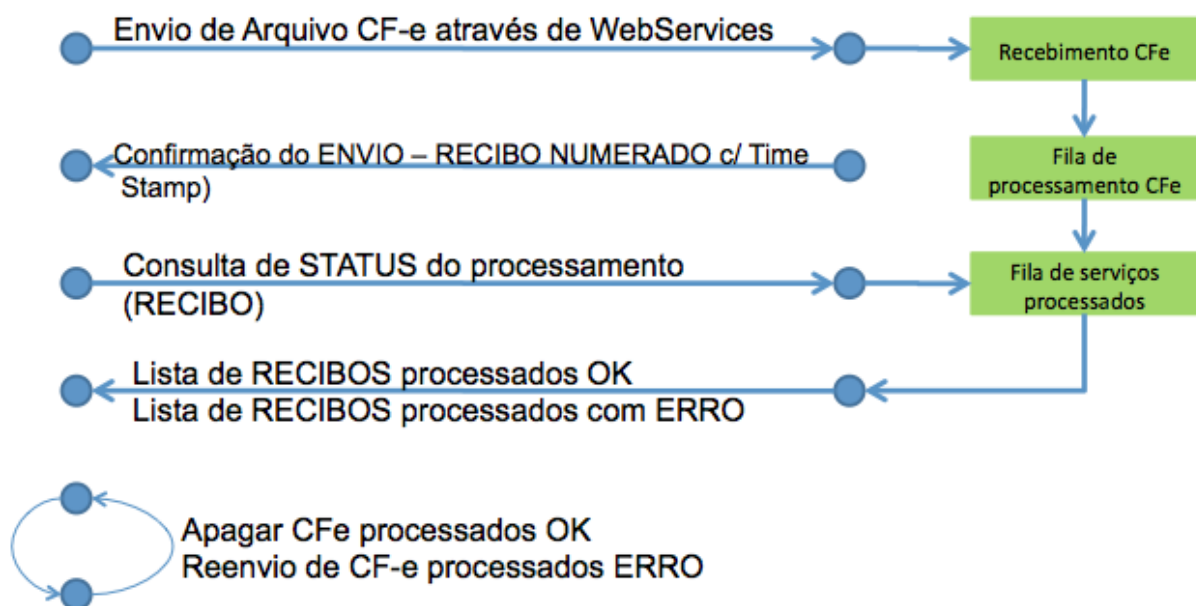 Envio de Arquivo CF-e através de WebServices
Recebimento CFe
Confirmação do ENVIO – RECIBO NUMERADO c/ Time
Stamp)
Fila de
processamento CFe
Consulta de STATUS do processamento
(RECIBO)
Fila de serviços
processados
Lista de RECIBOS processados OK
Lista de RECIBOS processados com ERRO
Apagar CFe processados OK
Reenvio de CF-e processados ERRO